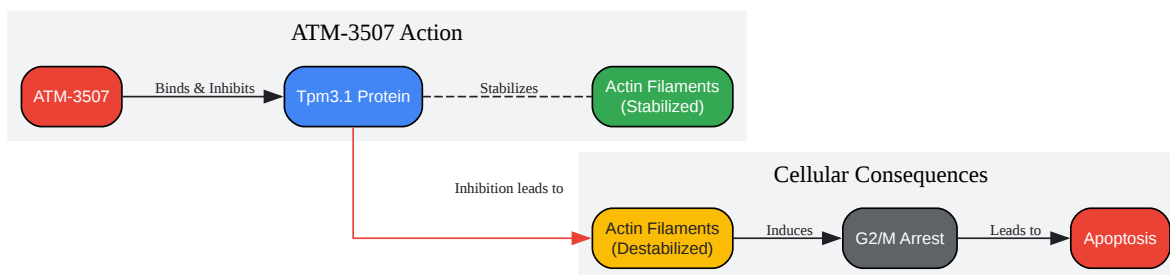 ATM-3507 Action
ATM-3507
Binds & Inhibits
Tpm3.1 Protein
Stabilizes
Actin Filaments
(Stabilized)
Inhibition leads to
Cellular Consequences
Actin Filaments
(Destabilized)
Induces
G2/M Arrest
Leads to
Apoptosis